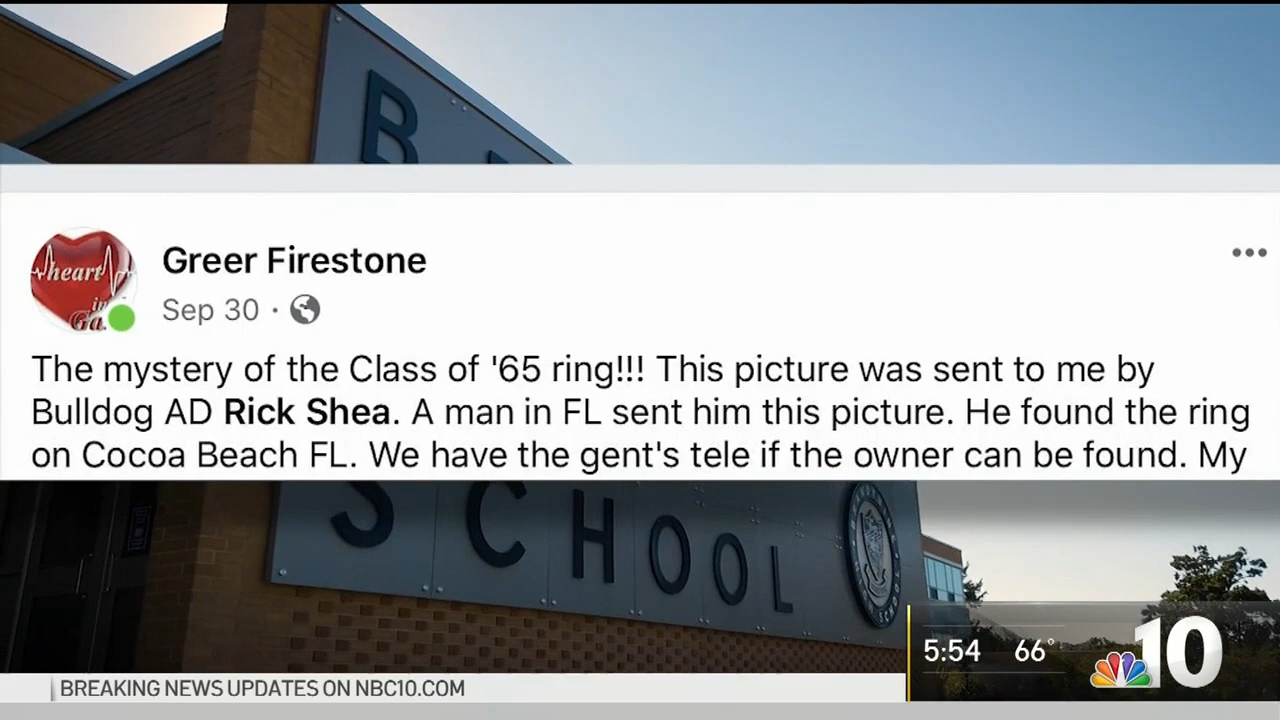 B
heart
in
Ga.
Greer Firestone
Sep 30 ·
The mystery of the Class of '65 ring!!! This picture was sent to me by
Bulldog AD Rick Shea. A man in FL sent him this picture. He found the ring
on Cocoa Beach FL. We have the gent's tele if the owner can be found. My
SCHOOL
5:54 66°
10
BREAKING NEWS UPDATES ON NBC10.COM